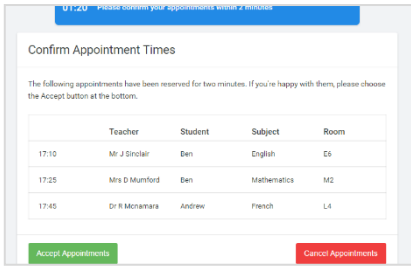 01:20 Please confirm your appointments within 2 minutes
Confirm Appointment Times
The following appointments have been reserved for two minutes. If you're happy with them, please choose
the Accept button at the bottom.
Teacher Student Subject Room
17:10 Mr J Sinclair Ben English E6
17:25 Mrs D Mumford Ben Mathematics M2
17:45 Dr R Mcnamara Andrew French L4
Accept Appointments Cancel Appointments